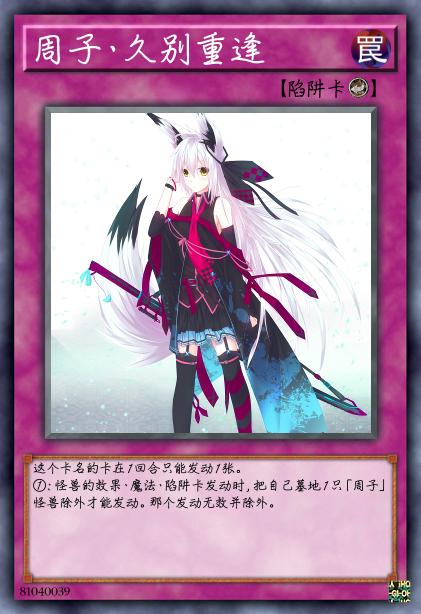 周子·久别重逢
罠
【陷阱卡】
这个卡名的卡在1回合只能发动1张。
①：怪兽的效果·魔法·陷阱卡发动时，把自己墓地1只「周子」
怪兽除外才能发动。那个发动无效并除外。
81040039